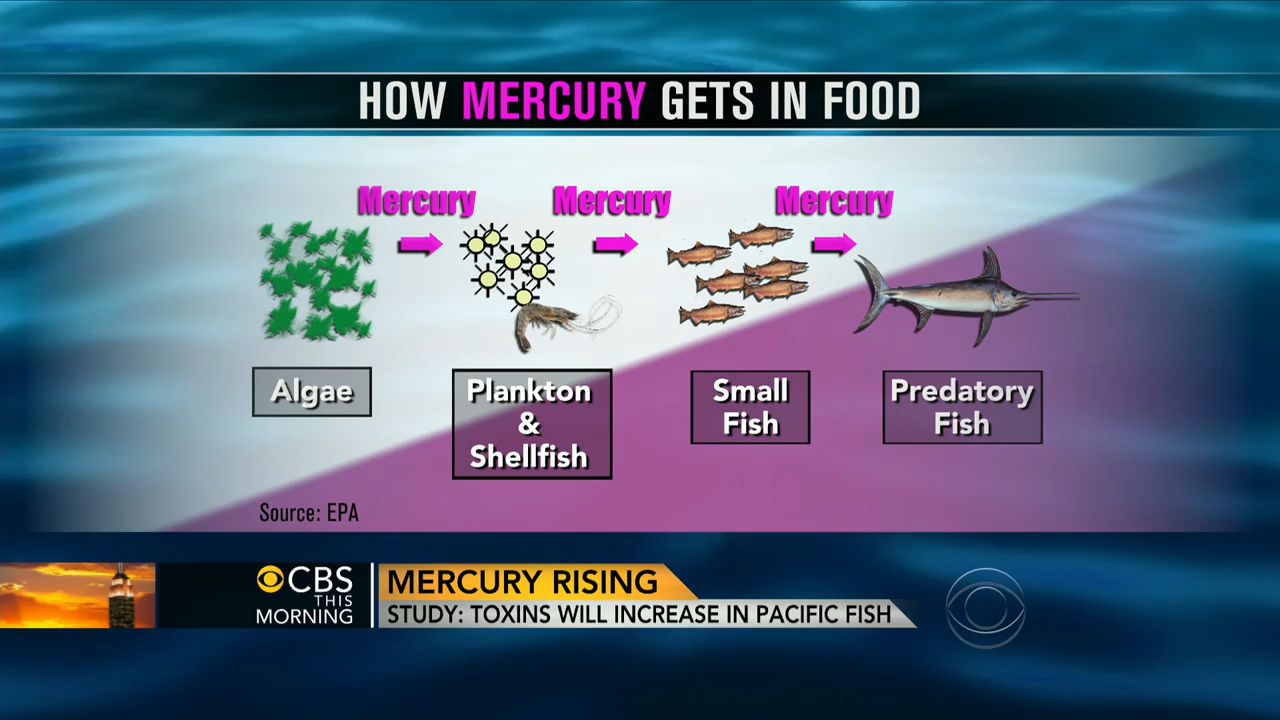 HOW MERCURY GETS IN FOOD
Mercury
Mercury
Mercury
Algae
Plankton
&
Shellfish
Small
Fish
Predatory
Fish
Source: EPA
CBS
THIS
MORNING
MERCURY RISING
STUDY: TOXINS WILL INCREASE IN PACIFIC FISH